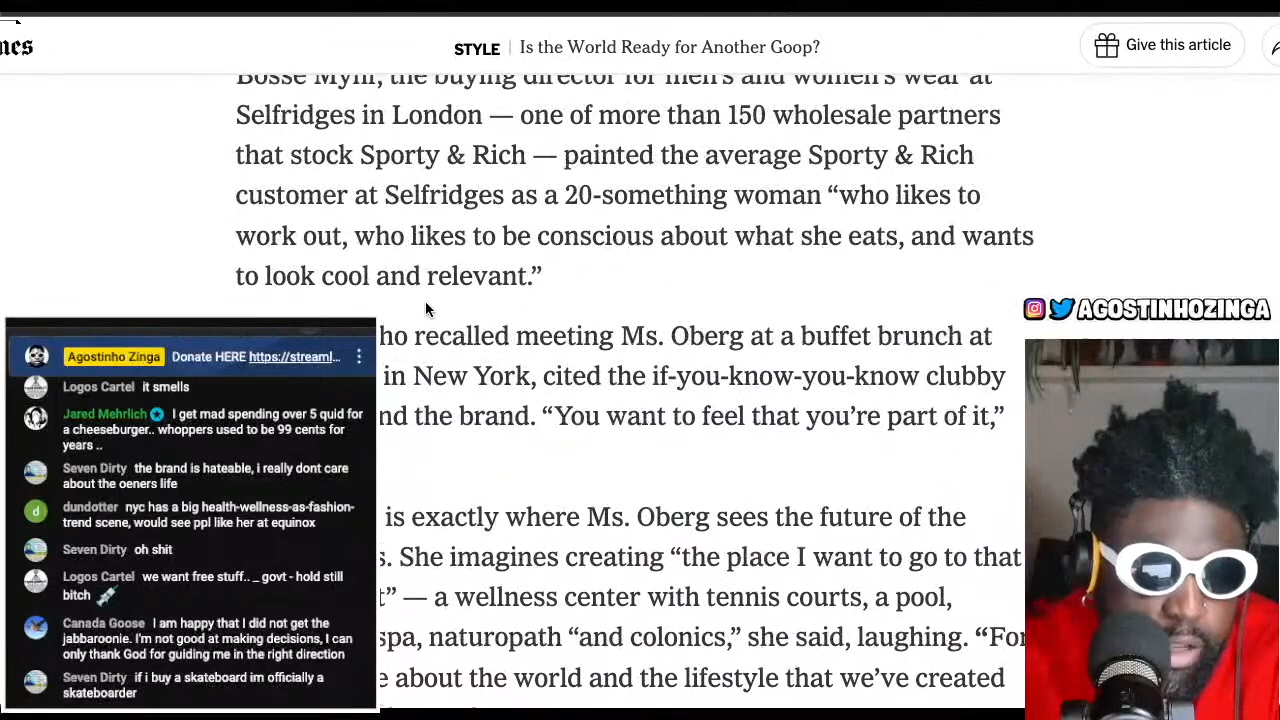 mes
STYLE | Is the World Ready for Another Goop?
Give this article
Bosse Myhr, the buying director for men's and women's wear at
Selfridges in London — one of more than 150 wholesale partners
that stock Sporty & Rich — painted the average Sporty & Rich
customer at Selfridges as a 20-something woman “who likes to
work out, who likes to be conscious about what she eats, and wants
to look cool and relevant.”
ho recalled meeting Ms. Oberg at a buffet brunch at
in New York, cited the if-you-know-you-know clubby
nd the brand. “You want to feel that you’re part of it,”
is exactly where Ms. Oberg sees the future of the
s. She imagines creating “the place I want to go to that
t” — a wellness center with tennis courts, a pool,
spa, naturopath “and colonics,” she said, laughing. “For
e about the world and the lifestyle that we’ve created
Agostinho Zinga Donate HERE https://streaml...
Logos Cartel it smells
Jared Mehrlich I get mad spending over 5 quid for
a cheeseburger.. whoppers used to be 99 cents for
years ..
Seven Dirty the brand is hateable, i really dont care
about the oeners life
d
dundotter nyc has a big health-wellness-as-fashion-
trend scene, would see ppl like her at equinox
Seven Dirty oh shit
Logos Cartel we want free stuff.. _ govt - hold still
bitch
Canada Goose I am happy that I did not get the
jabbaroonie. I'm not good at making decisions, I can
only thank God for guiding me in the right direction
Seven Dirty if i buy a skateboard im officially a
skateboarder
AGOSTINHOZINGA